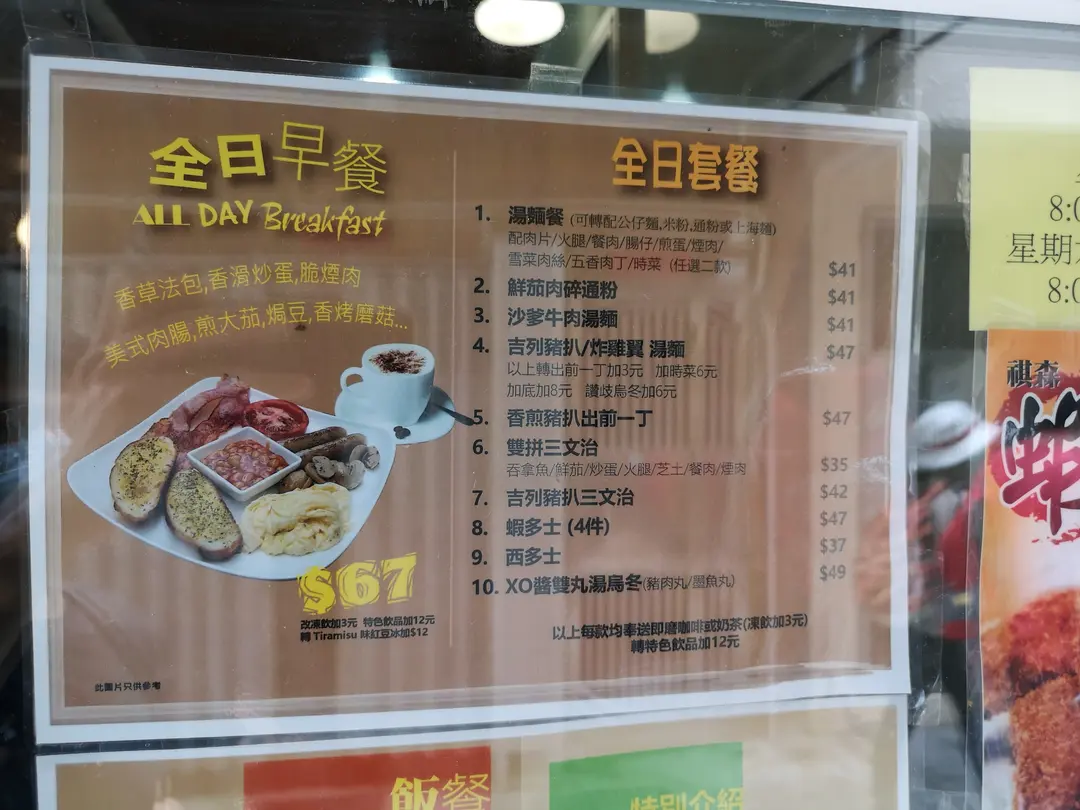 全日早餐
ALL DAY Breakfast
香草法包,香滑炒蛋,脆煙肉
美式肉腸,煎大茄,焗豆,香烤磨菇...
$67
改凍飲加3元 特色飲品加12元
轉 Tiramisu 味紅豆冰加$12
此圖片只供參考
全日套餐
1. 湯麵餐 (可轉配公仔麵,米粉,通粉或上海麵)
配肉片/火腿/餐肉/腸仔/煎蛋/煙肉/
雪菜肉絲/五香肉丁/時菜 (任選二款) $41
2. 鮮茄肉碎通粉 $41
3. 沙爹牛肉湯麵 $41
4. 吉列豬扒/炸雞翼 湯麵 $47
以上轉出前一丁加3元 加時菜6元
加底加8元 讚歧烏冬加6元
5. 香煎豬扒出前一丁 $47
6. 雙拼三文治
吞拿魚/鮮茄/炒蛋/火腿/芝士/餐肉/煙肉 $35
7. 吉列豬扒三文治 $42
8. 蝦多士 (4件) $47
9. 西多士 $37
10. XO醬雙丸湯烏冬(豬肉丸/墨魚丸) $49
以上每款均奉送即磨咖啡或奶茶(凍飲加3元)
轉特色飲品加12元
8:0
星期
8:0
祺森
飯餐
特別介紹